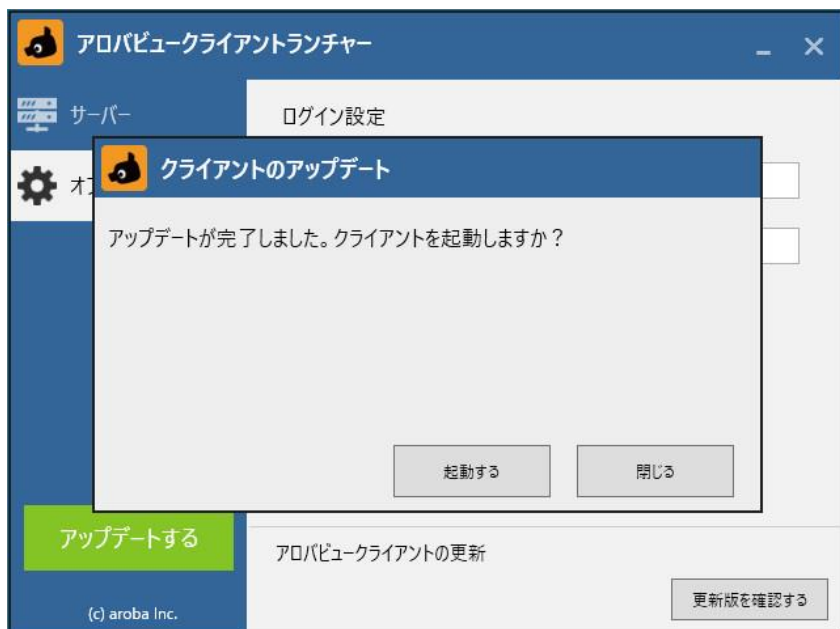 アロバビュークライアントランチャー
サーバー
ログイン設定
クライアントのアップデート
アップデートが完了しました。クライアントを起動しますか？
起動する
閉じる
アップデートする
アロバビュークライアントの更新
更新版を確認する
(c) aroba Inc.